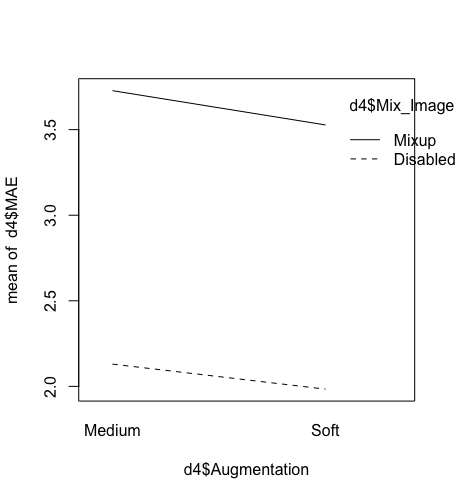 d4$Mix_Image
Mixup
Disabled
mean of  d4$MAE
3.5
3.0
2.5
2.0
Medium
Soft
d4$Augmentation